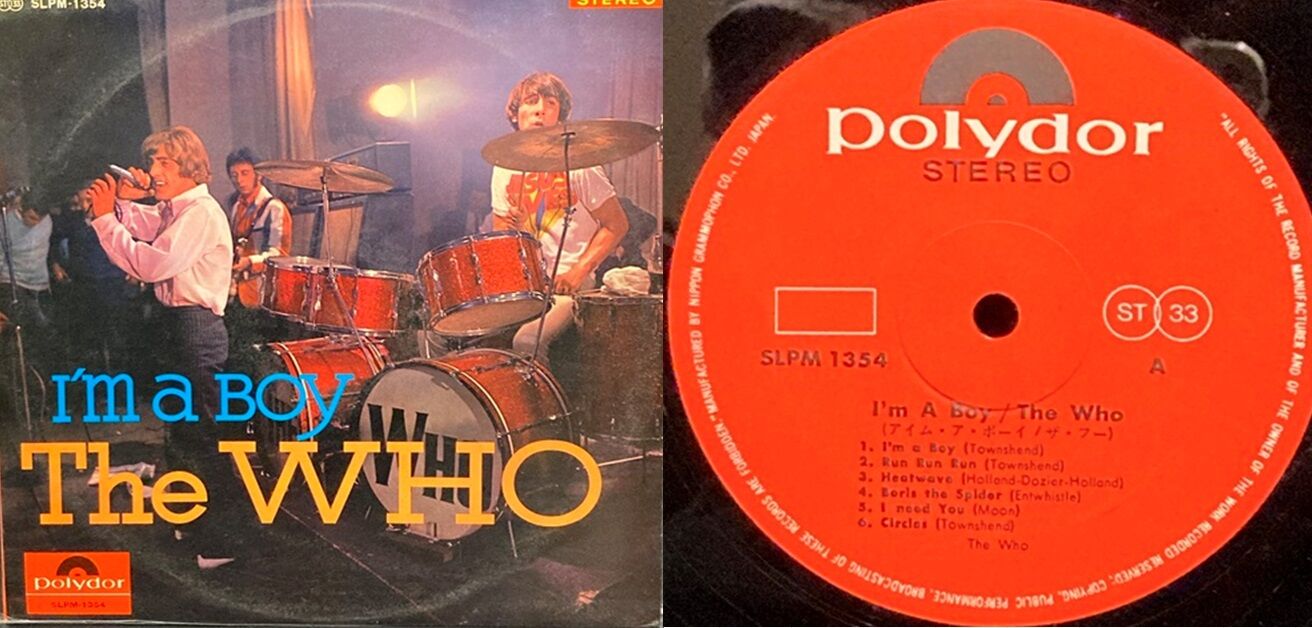 ST 33 SLPM-1354
STEREO
I'm a BOY
The WHO
WHO
polydor
SLPM-1354
polydor
STEREO
ST 33
SLPM 1354
A
I'm A Boy / The Who
(アイム・ア・ボーイ / ザ・フー)
1. I'm a Boy (Townshend)
2. Run Run Run (Townshend)
3. Heatwave (Holland-Dozier-Holland)
4. Boris the Spider (Entwhistle)
5. I need You (Moon)
6. Circles (Townshend)
The Who
"ALL RIGHTS OF THE RECORD MANUFACTURER AND OF THE OWNER OF THE WORK RECORDED RESERVED; COPYING, PUBLIC PERFORMANCE, BROADCASTING OF THESE RECORDS ARE FORBIDDEN" MANUFACTURED BY NIPPON GRAMMOPHON CO., LTD. JAPAN.